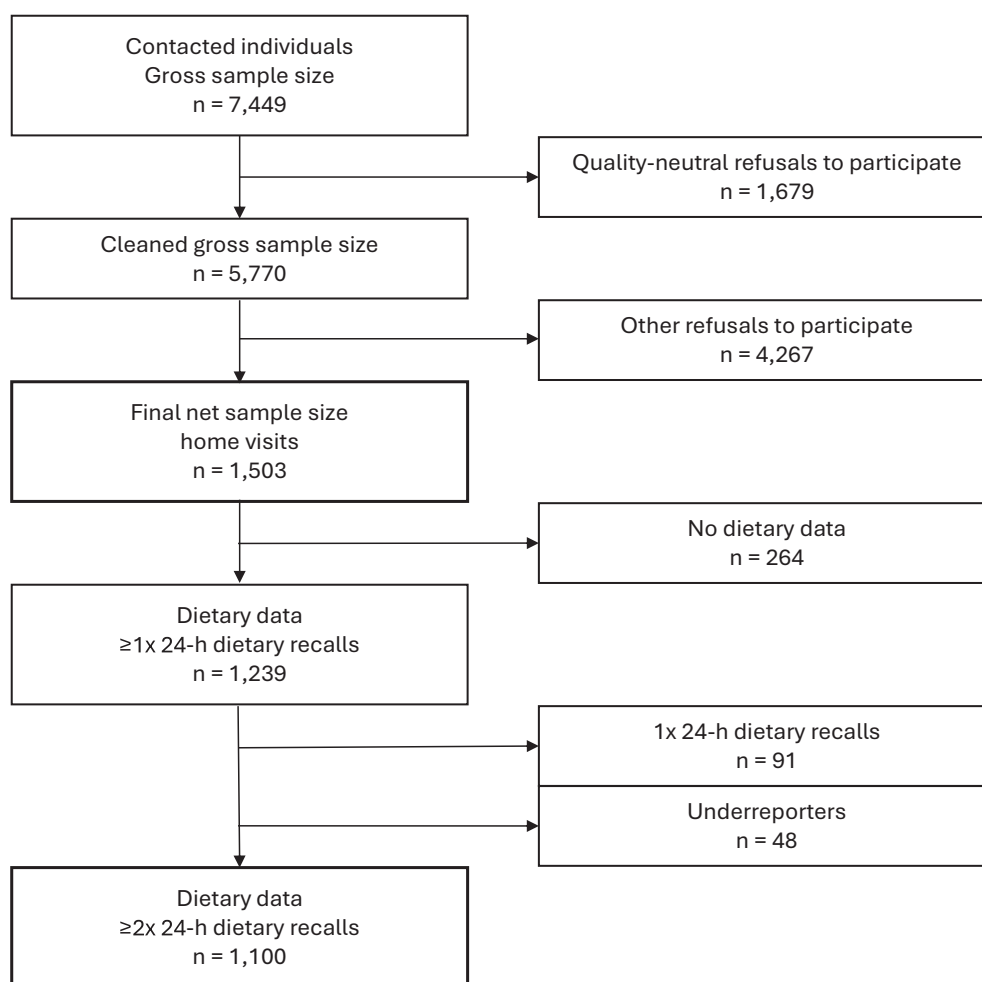 Contacted individuals
Gross sample size
n = 7,449
Quality-neutral refusals to participate
n = 1,679
Cleaned gross sample size
n = 5,770
Other refusals to participate
n = 4,267
Final net sample size
home visits
n = 1,503
No dietary data
n = 264
Dietary data
≥1x 24-h dietary recalls
n = 1,239
1x 24-h dietary recalls
n = 91
Underreporters
n = 48
Dietary data
≥2x 24-h dietary recalls
n = 1,100